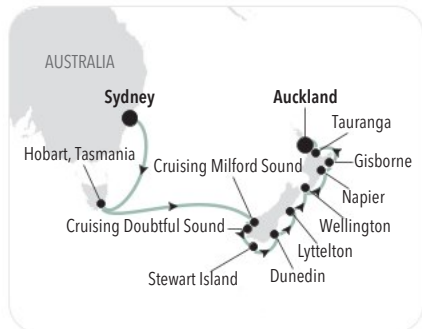 AUSTRALIA
Sydney
Auckland
Tauranga
Hobart, Tasmania
Cruising Milford Sound
Gisborne
Napier
Cruising Doubtful Sound
Wellington
Lyttelton
Stewart Island
Dunedin